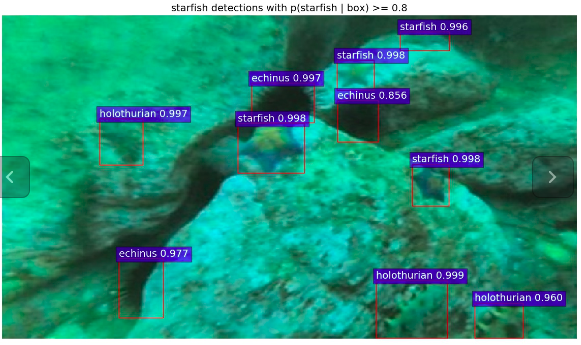 starfish detections with p(starfish | box) >= 0.8
starfish 0.996
starfish 0.998
echinus 0.997
echinus 0.856
holothurian 0.997
starfish 0.998
starfish 0.998
echinus 0.977
holothurian 0.999
holothurian 0.960